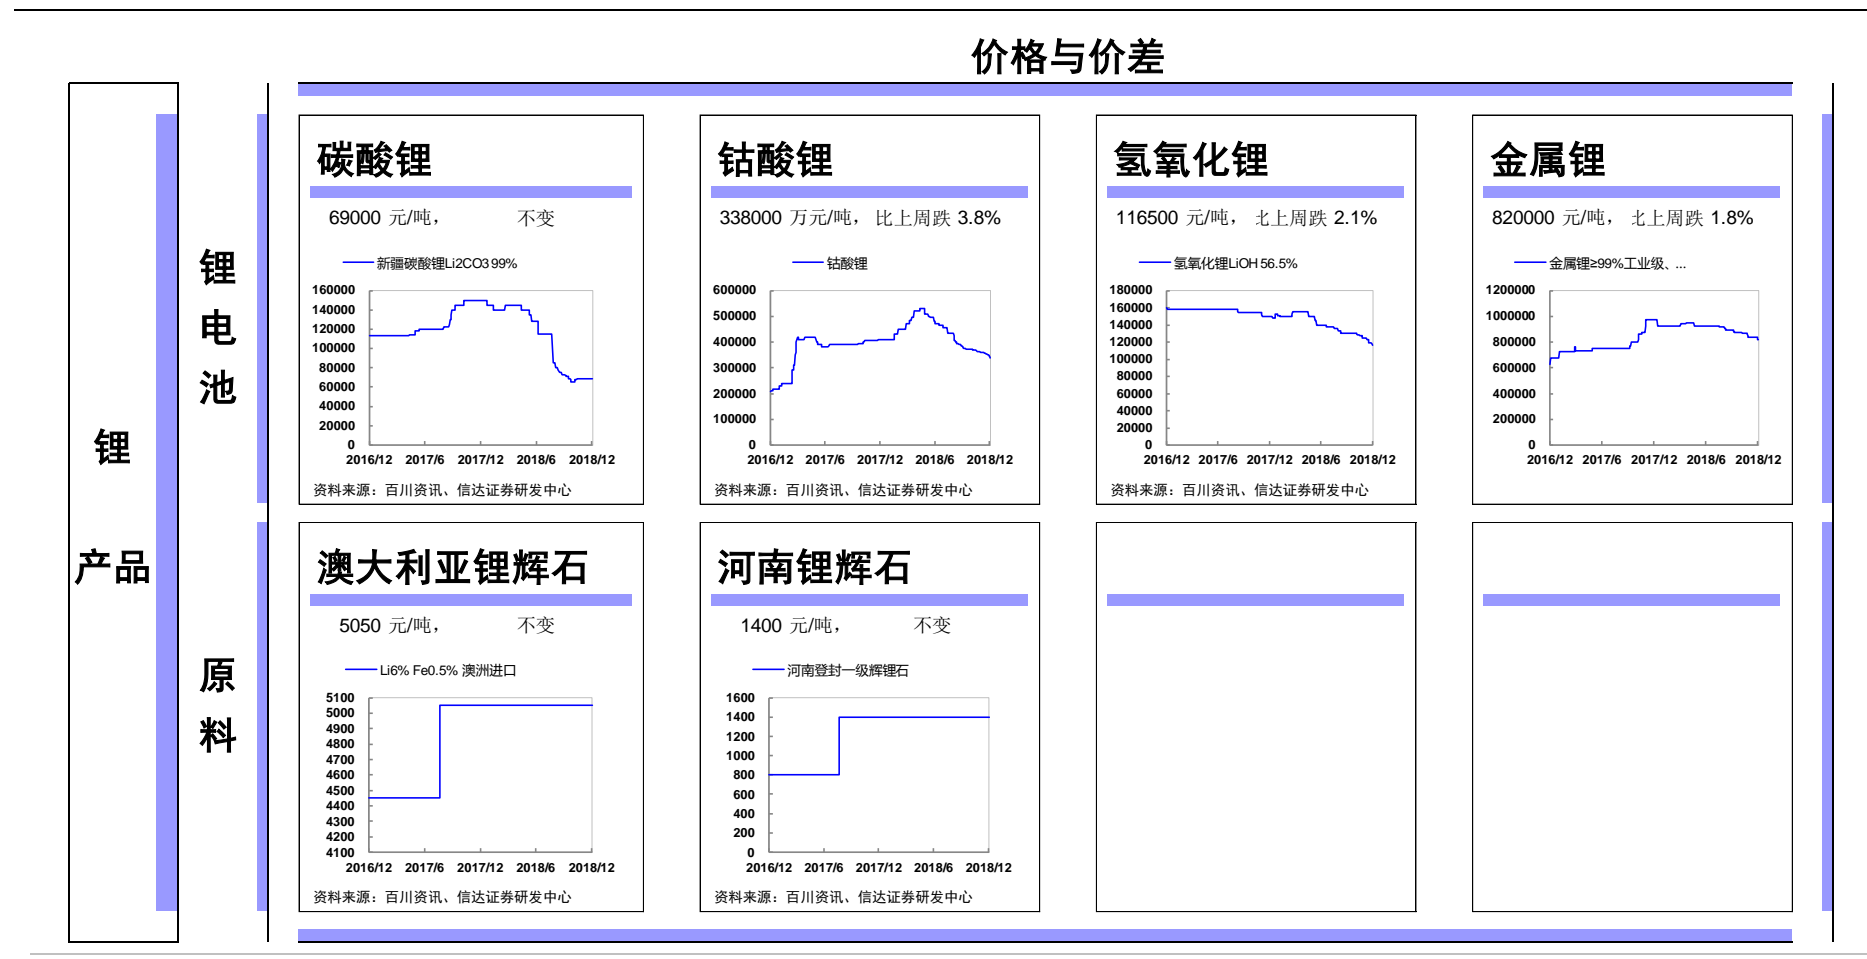 价格与价差
锂
产品
锂
电
池
原
料
碳酸锂
69000 元/吨， 不变
新疆碳酸锂Li2CO3 99%
160000
140000
120000
100000
80000
60000
40000
20000
0
2016/12 2017/6 2017/12 2018/6 2018/12
资料来源：百川资讯、信达证券研发中心
钴酸锂
338000 万元/吨， 比上周跌 3.8%
钴酸锂
600000
500000
400000
300000
200000
100000
0
2016/12 2017/6 2017/12 2018/6 2018/12
资料来源：百川资讯、信达证券研发中心
氢氧化锂
116500 元/吨， 比上周跌 2.1%
氢氧化锂LiOH 56.5%
180000
160000
140000
120000
100000
80000
60000
40000
20000
0
2016/12 2017/6 2017/12 2018/6 2018/12
资料来源：百川资讯、信达证券研发中心
金属锂
820000 元/吨， 比上周跌 1.8%
金属锂≥99%工业级、...
1200000
1000000
800000
600000
400000
200000
0
2016/12 2017/6 2017/12 2018/6 2018/12
澳大利亚锂辉石
5050 元/吨， 不变
Li6% Fe0.5% 澳洲进口
5100
5000
4900
4800
4700
4600
4500
4400
4300
4200
4100
2016/12 2017/6 2017/12 2018/6 2018/12
资料来源：百川资讯、信达证券研发中心
河南锂辉石
1400 元/吨， 不变
河南登封一级辉锂石
1600
1400
1200
1000
800
600
400
200
0
2016/12 2017/6 2017/12 2018/6 2018/12
资料来源：百川资讯、信达证券研发中心